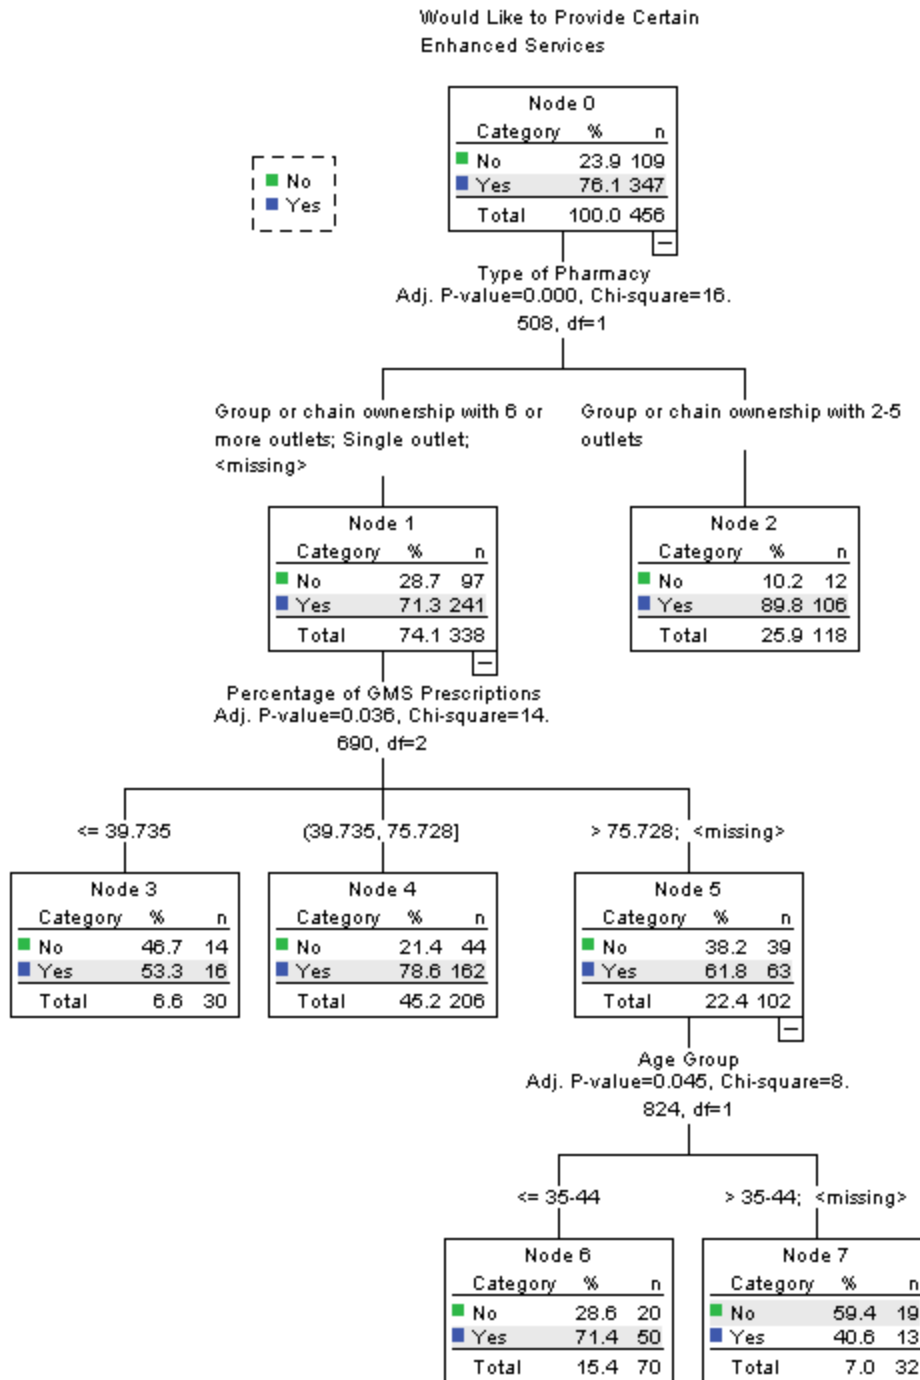 Would Like to Provide Certain
Enhanced Services
Node 0
Category % n
No 23.9 109
Yes 76.1 347
Total 100.0 456
No
Yes
Type of Pharmacy
Adj. P-value=0.000, Chi-square=16.
508, df=1
Group or chain ownership with 6 or
more outlets; Single outlet;
<missing>
Group or chain ownership with 2-5
outlets
Node 1
Category % n
No 28.7 97
Yes 71.3 241
Total 74.1 338
Node 2
Category % n
No 10.2 12
Yes 89.8 106
Total 25.9 118
Percentage of GMS Prescriptions
Adj. P-value=0.036, Chi-square=14.
690, df=2
<= 39.735
(39.735, 75.728]
> 75.728; <missing>
Node 3
Category % n
No 46.7 14
Yes 53.3 16
Total 6.6 30
Node 4
Category % n
No 21.4 44
Yes 78.6 162
Total 45.2 206
Node 5
Category % n
No 38.2 39
Yes 61.8 63
Total 22.4 102
Age Group
Adj. P-value=0.045, Chi-square=8.
824, df=1
<= 35-44
> 35-44; <missing>
Node 6
Category % n
No 28.6 20
Yes 71.4 50
Total 15.4 70
Node 7
Category % n
No 59.4 19
Yes 40.6 13
Total 7.0 32